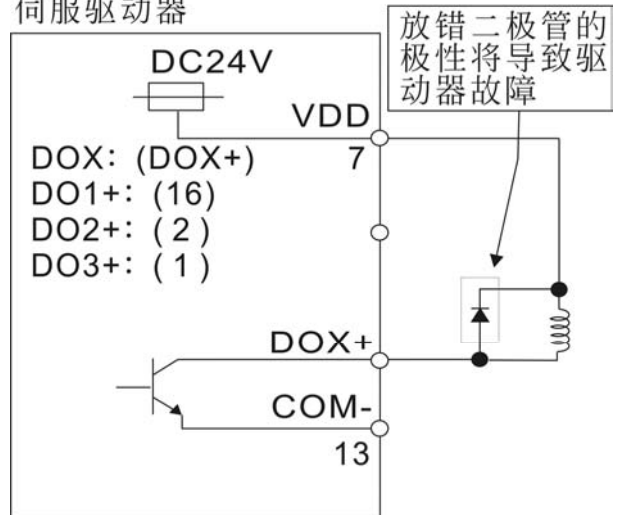 伺服驱动器
放错二极管的
极性将导致驱
动器故障
DC24V
VDD
7
DOX: (DOX+)
DO1+: (16)
DO2+: ( 2 )
DO3+: ( 1 )
DOX+
COM-
13